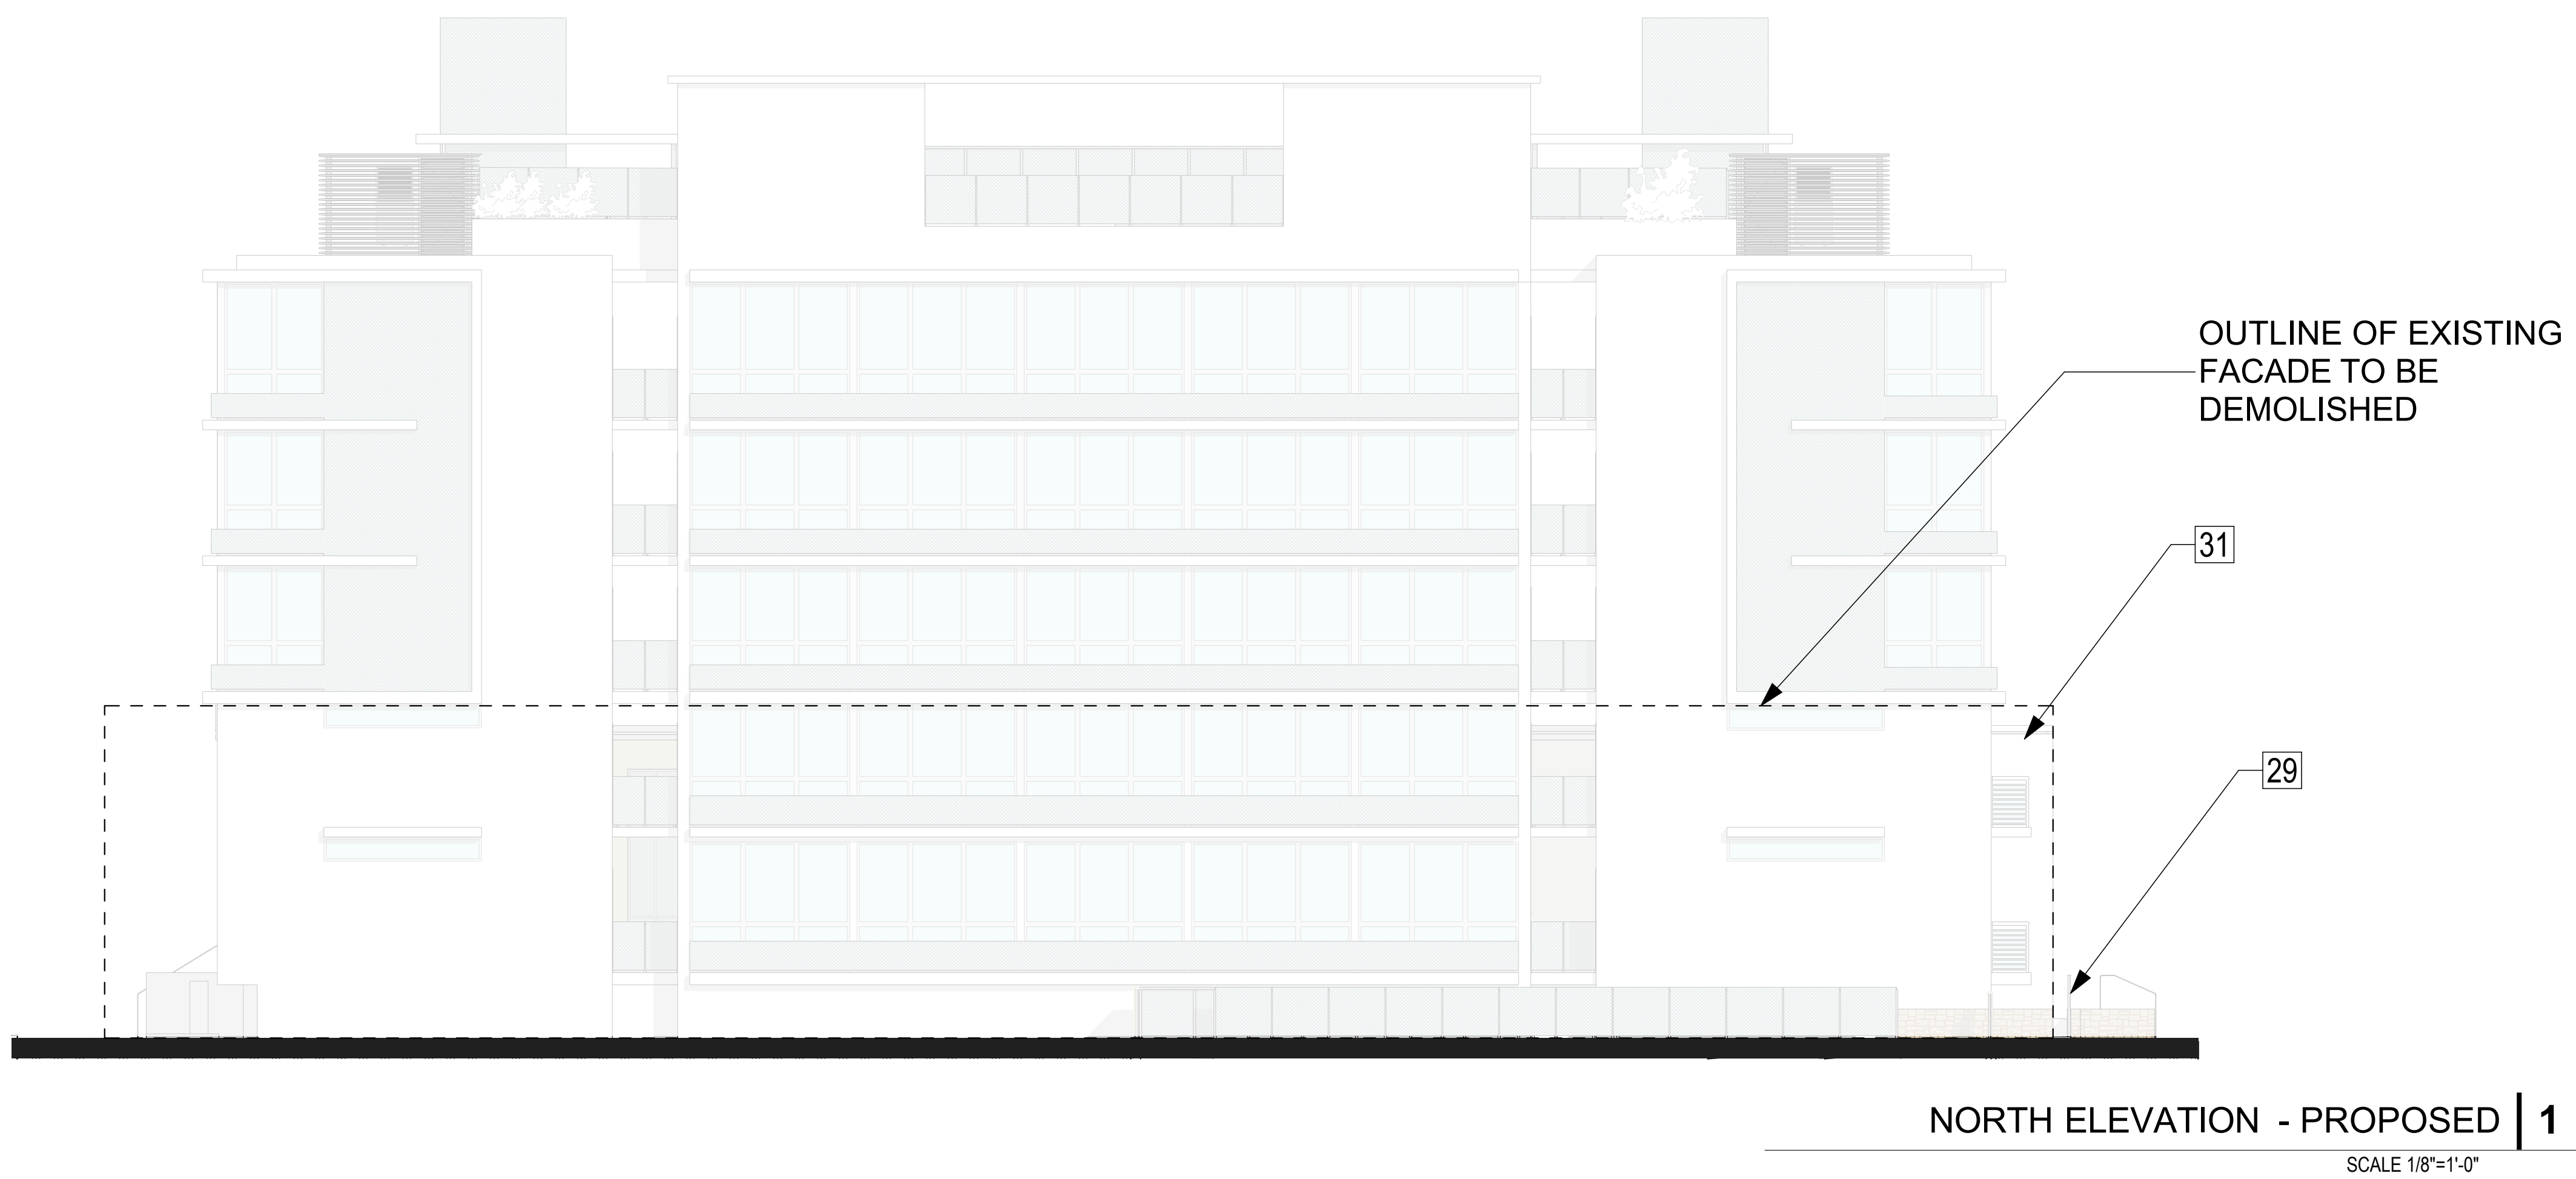 OUTLINE OF EXISTING
FACADE TO BE
DEMOLISHED
31
29
NORTH ELEVATION - PROPOSED 1
SCALE 1/8"=1'-0"